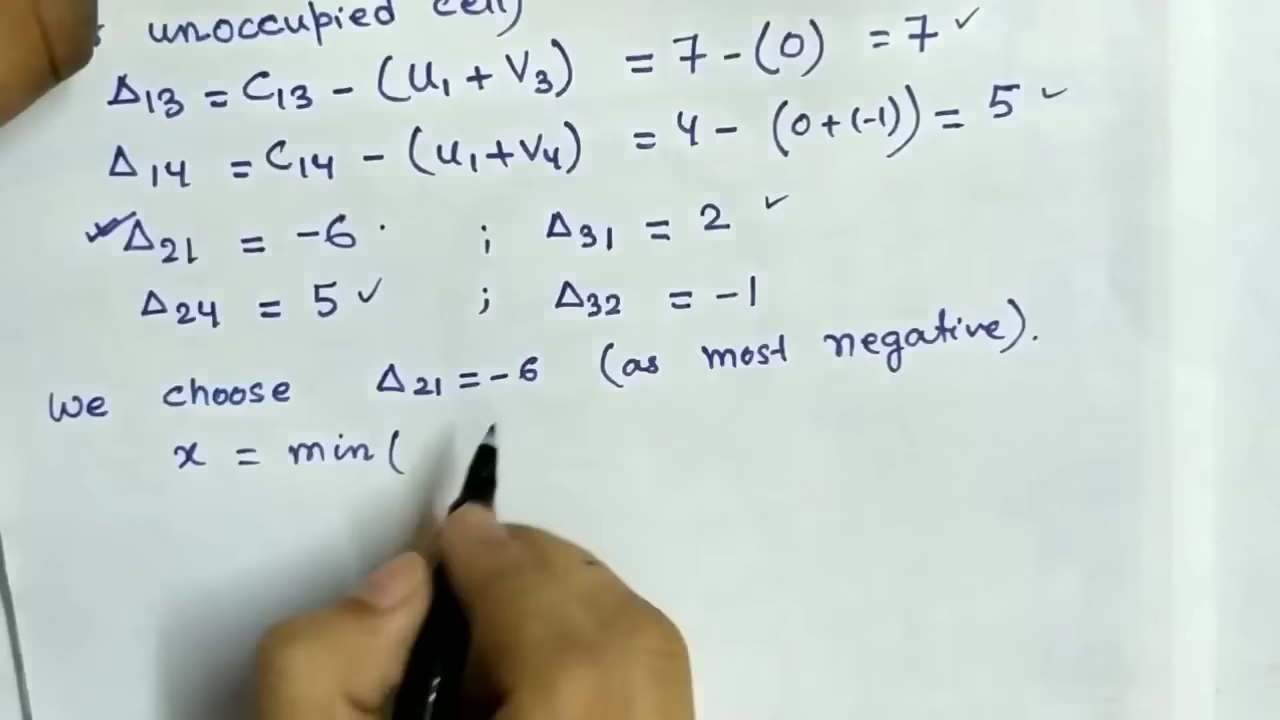 unoccupied cell)
Δ13 = C13 - (U1 + V3) = 7 - (0) = 7 ✓
Δ14 = C14 - (U1+V4) = 4 - (0+(-1)) = 5 ✓
✓Δ21 = -6 . ; Δ31 = 2 ✓
Δ24 = 5 ✓ ; Δ32 = -1
We choose Δ21 = -6 (as most negative).
x = min(